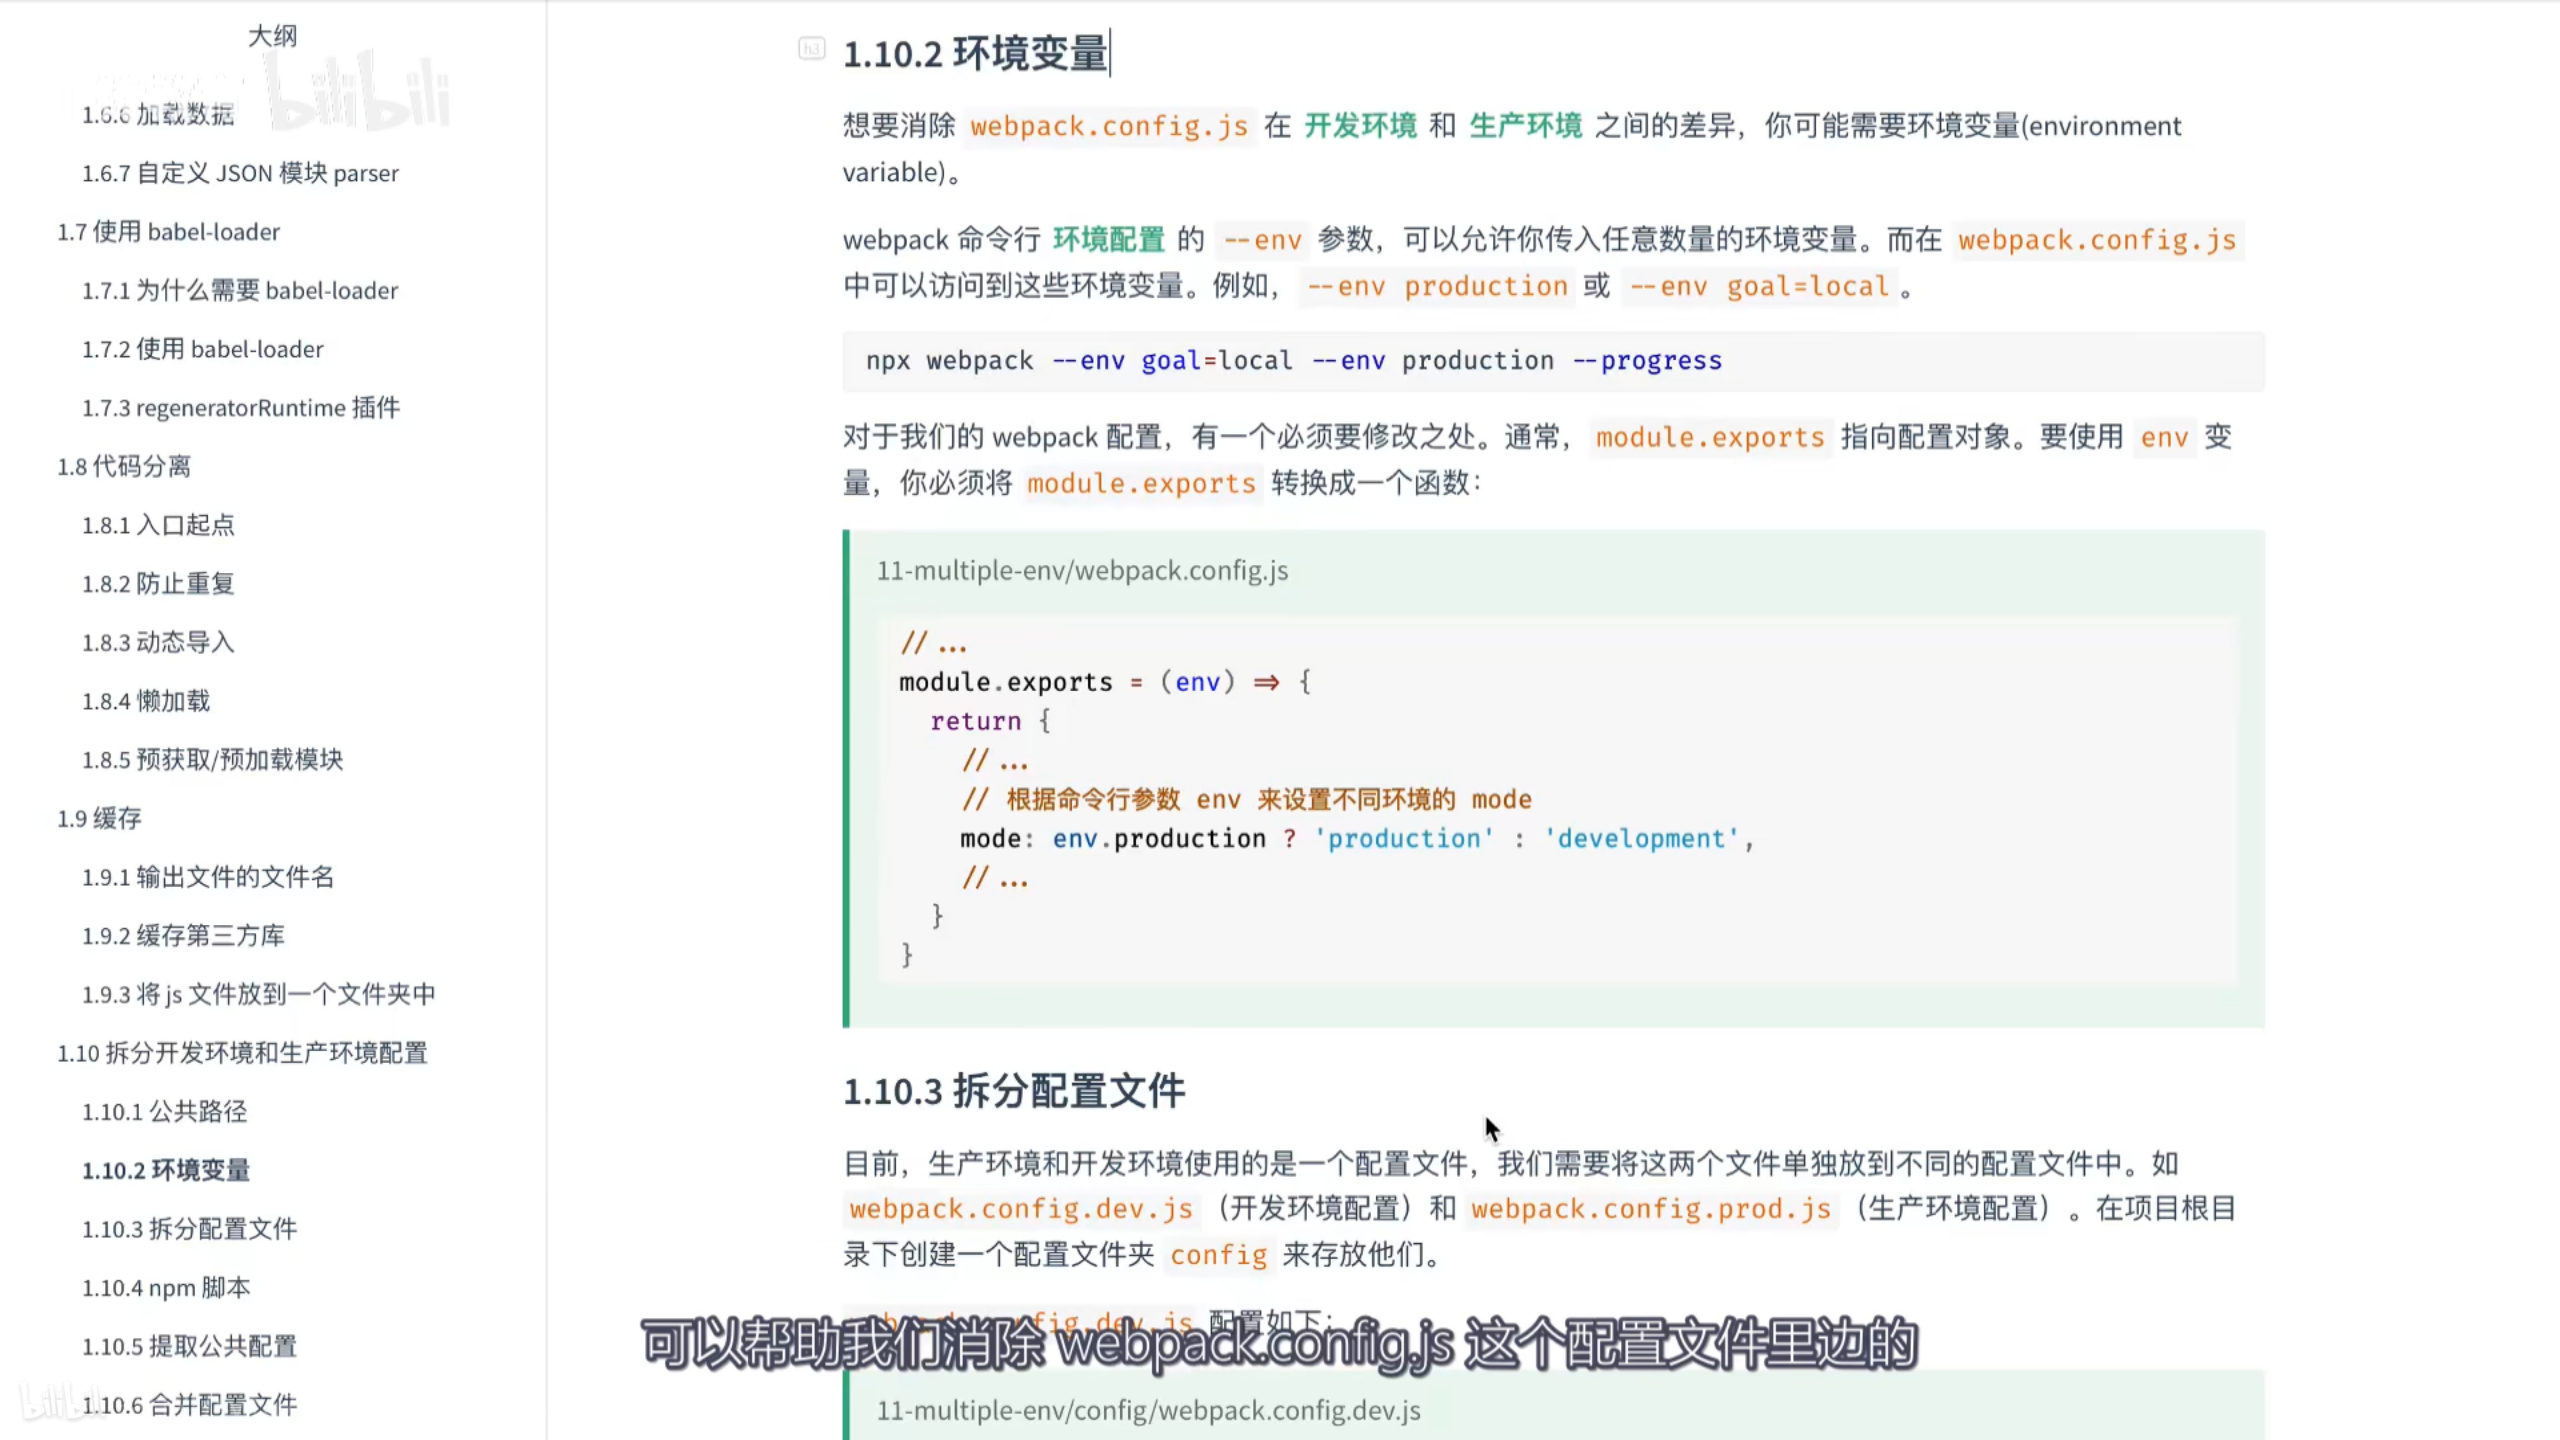 大纲
bilibili
1.6.6 加载数据
1.6.7 自定义 JSON 模块 parser
1.7 使用 babel-loader
1.7.1 为什么需要 babel-loader
1.7.2 使用 babel-loader
1.7.3 regeneratorRuntime 插件
1.8 代码分离
1.8.1 入口起点
1.8.2 防止重复
1.8.3 动态导入
1.8.4 懒加载
1.8.5 预获取/预加载模块
1.9 缓存
1.9.1 输出文件的文件名
1.9.2 缓存第三方库
1.9.3 将 js 文件放到一个文件夹中
1.10 拆分开发环境和生产环境配置
1.10.1 公共路径
1.10.2 环境变量
1.10.3 拆分配置文件
1.10.4 npm 脚本
1.10.5 提取公共配置
1.10.6 合并配置文件
h3
1.10.2 环境变量
想要消除 webpack.config.js 在 开发环境 和 生产环境 之间的差异，你可能需要环境变量(environment
variable)。
webpack 命令行 环境配置 的 --env 参数，可以允许你传入任意数量的环境变量。而在 webpack.config.js
中可以访问到这些环境变量。例如， --env production 或 --env goal=local 。
npx webpack --env goal=local --env production --progress
对于我们的 webpack 配置，有一个必须要修改之处。通常， module.exports 指向配置对象。要使用 env 变
量，你必须将 module.exports 转换成一个函数：
11-multiple-env/webpack.config.js
// ...
module.exports = (env) => {
return {
// ...
// 根据命令行参数 env 来设置不同环境的 mode
mode: env.production ? 'production' : 'development',
// ...
}
}
1.10.3 拆分配置文件
目前，生产环境和开发环境使用的是一个配置文件，我们需要将这两个文件单独放到不同的配置文件中。如
webpack.config.dev.js （开发环境配置）和 webpack.config.prod.js （生产环境配置）。在项目根目
录下创建一个配置文件夹 config 来存放他们。
webpack.config.dev.js 配置如下：
可以帮助我们消除 webpack.config.js 这个配置文件里边的
11-multiple-env/config/webpack.config.dev.js